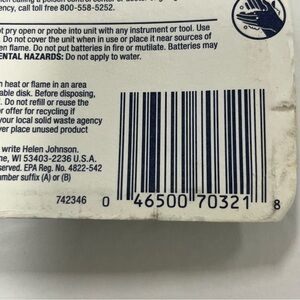 ncy, call toll free 800-558-5252.
t pry open or probe into unit with any instrument or tool. Use
. Do not cover the unit when in use or place it near sources of
en flame. Do not put batteries in fire or mutilate. Batteries may
ENTAL HAZARDS: Do not apply to water.
n heat or flame in an area
able disk. Before disposing,
. Do not refill or reuse the
or offer for recycling if
your local solid waste agency
ver place unused product
write Helen Johnson.
ne, WI 53403-2236 U.S.A.
served. EPA Reg. No. 4822-542
mber suffix (A) or (B)
742346
0 46500 70321 8